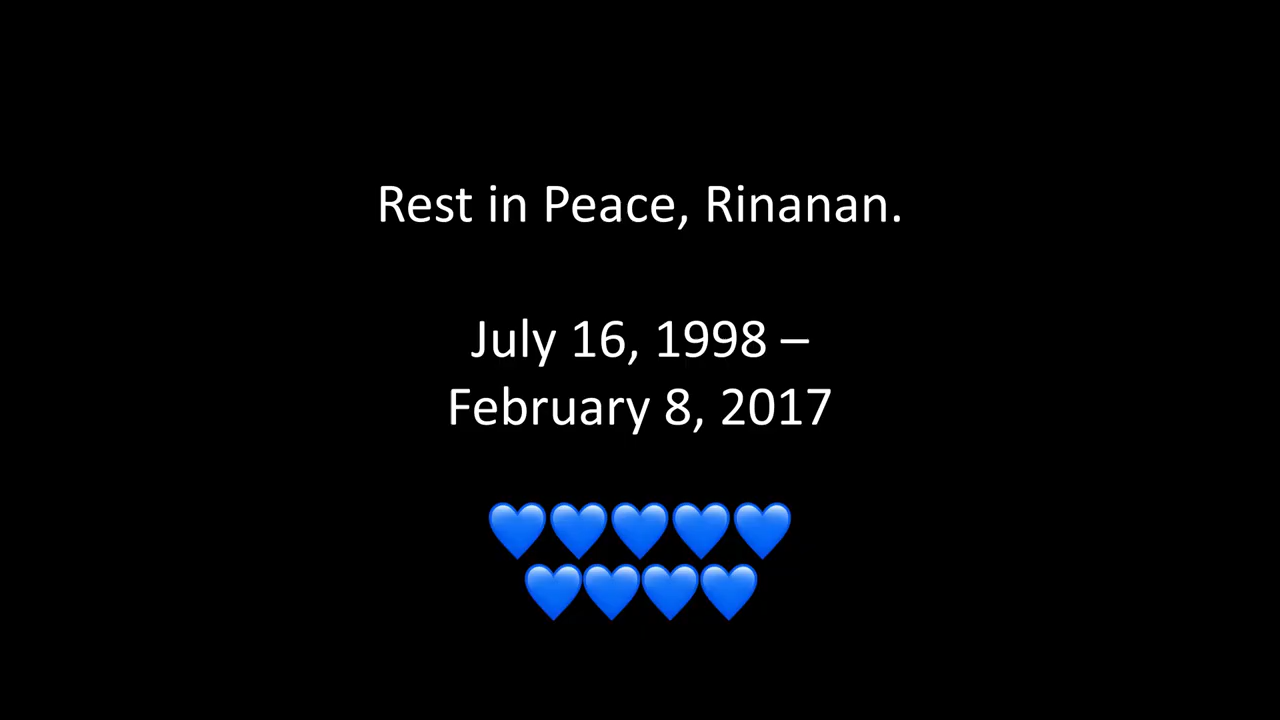 Rest in Peace, Rinanan.
July 16, 1998 –
February 8, 2017
💙💙💙💙💙
💙💙💙💙